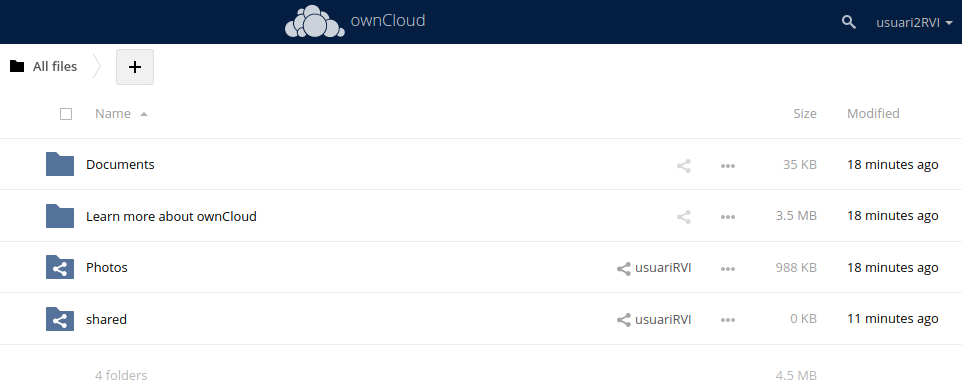 ownCloud usuari2RVI
All files +
Name Size Modified
Documents 35 KB 18 minutes ago
Learn more about ownCloud 3.5 MB 18 minutes ago
Photos usuariRVI 988 KB 18 minutes ago
shared usuariRVI 0 KB 11 minutes ago
4 folders 4.5 MB